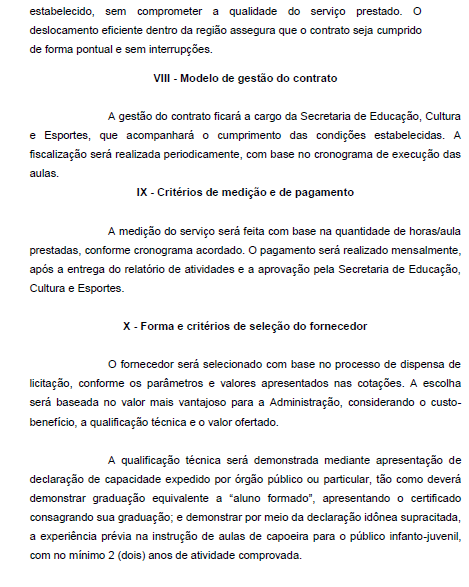 estabelecido, sem comprometer a qualidade do serviço prestado. O
deslocamento eficiente dentro da região assegura que o contrato seja cumprido
de forma pontual e sem interrupções.
VIII - Modelo de gestão do contrato
A gestão do contrato ficará a cargo da Secretaria de Educação, Cultura
e Esportes, que acompanhará o cumprimento das condições estabelecidas. A
fiscalização será realizada periodicamente, com base no cronograma de execução das
aulas.
IX - Critérios de medição e de pagamento
A medição do serviço será feita com base na quantidade de horas/aula
prestadas, conforme cronograma acordado. O pagamento será realizado mensalmente,
após a entrega do relatório de atividades e a aprovação pela Secretaria de Educação,
Cultura e Esportes.
X - Forma e critérios de seleção do fornecedor
O fornecedor será selecionado com base no processo de dispensa de
licitação, conforme os parâmetros e valores apresentados nas cotações. A escolha
será baseada no valor mais vantajoso para a Administração, considerando o custo-
benefício, a qualificação técnica e o valor ofertado.
A qualificação técnica será demonstrada mediante apresentação de
declaração de capacidade expedido por órgão público ou particular, tão como deverá
demonstrar graduação equivalente a “aluno formado”, apresentando o certificado
consagrando sua graduação; e demonstrar por meio da declaração idônea supracitada,
a experiência prévia na instrução de aulas de capoeira para o público infanto-juvenil,
com no mínimo 2 (dois) anos de atividade comprovada.